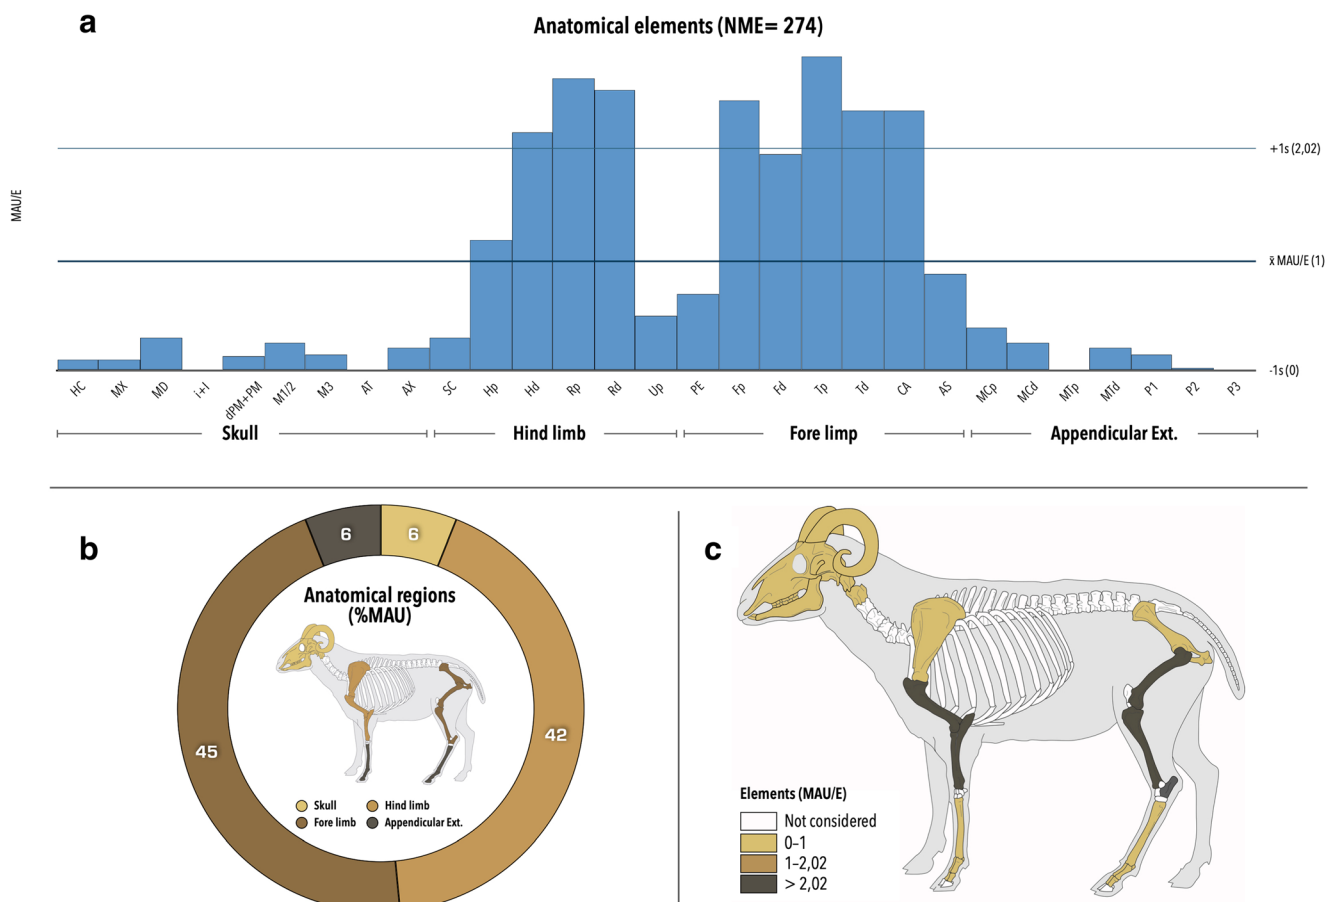 a
Anatomical elements (NME= 274)
MAU/E
+1s (2,02)
x̄ MAU/E (1)
-1s (0)
HC MX MD i+I dPM+PM M1/2 M3 AT AX SC Hp Hd Rp Rd Up PE Fp Fd Tp Td CA AS MCp MCd MTp MTd P1 P2 P3
Skull Hind limb Fore limp Appendicular Ext.
b
6 6
Anatomical regions
(%MAU)
45 42
Skull Hind limb
Fore limb Appendicular Ext.
c
Elements (MAU/E)
Not considered
0–1
1–2,02
> 2,02